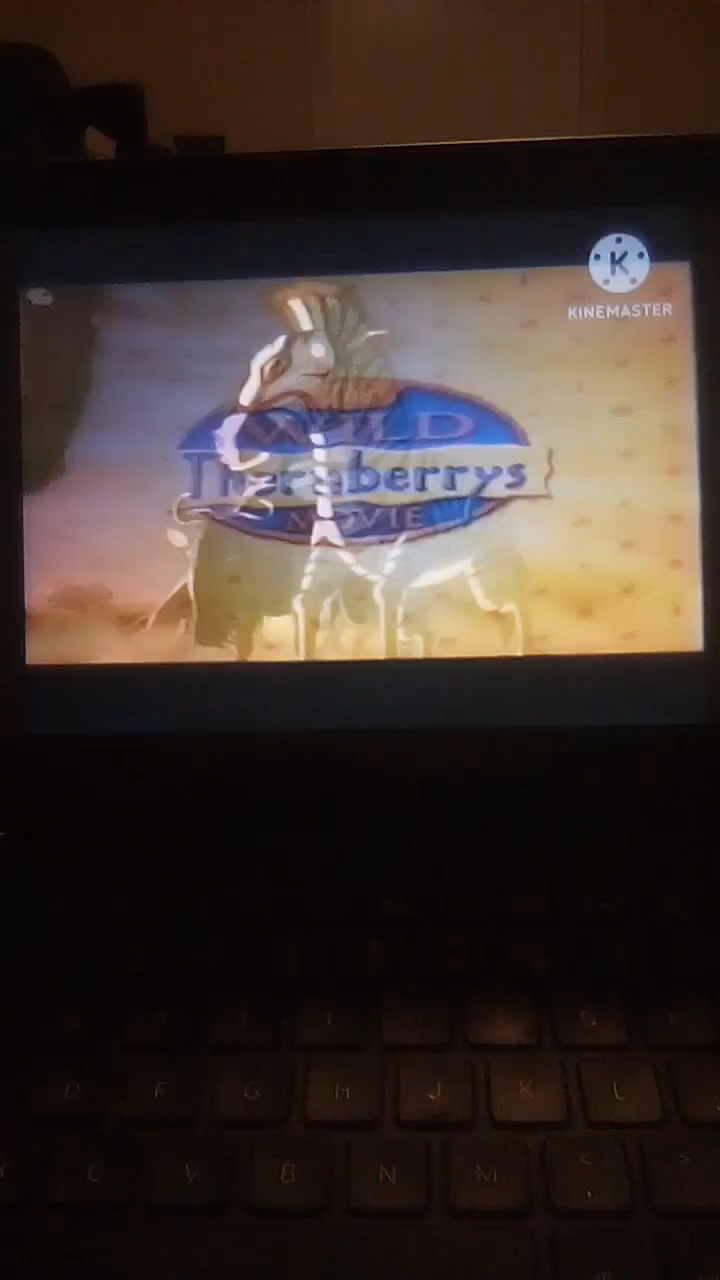 K
KINEMASTER
WILD
Thornberrys
MOVIE
D F G H J K L
C V B N M <
,